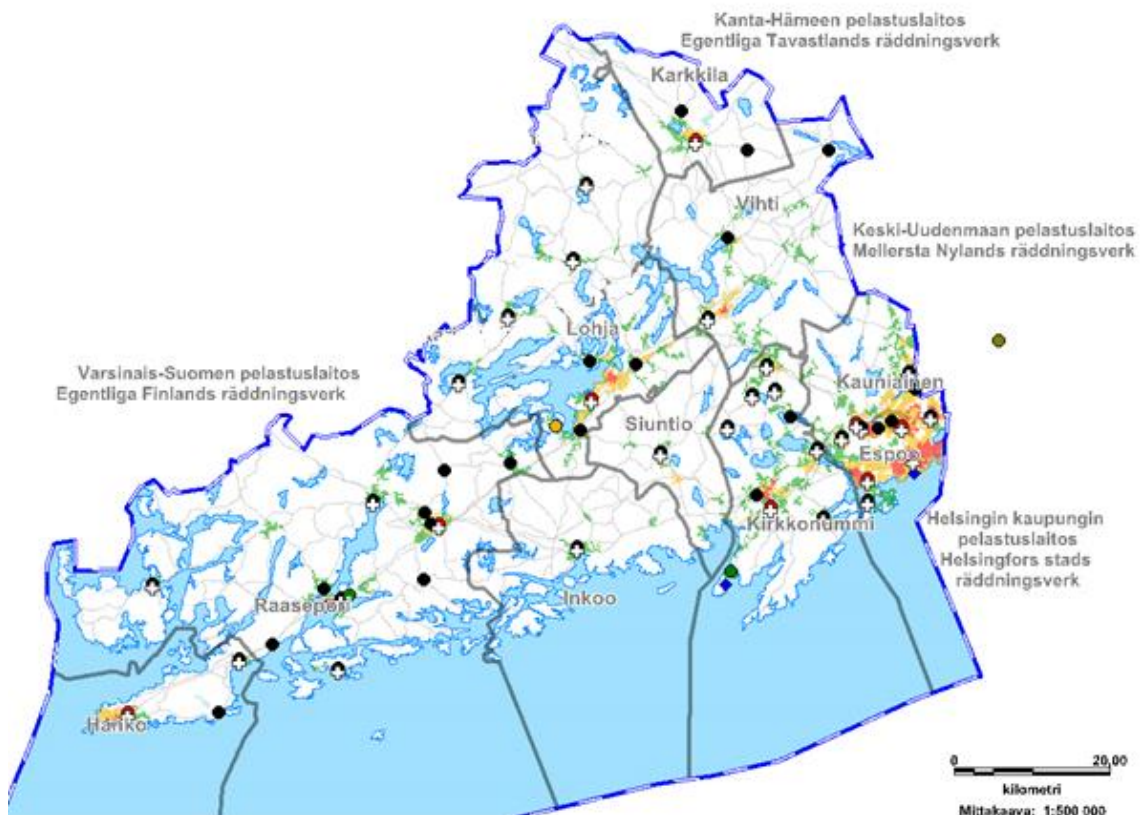 Kanta-Hämeen pelastuslaitos
Egentliga Tavastlands räddningsverk
Karkkila
Vihti
Keski-Uudenmaan pelastuslaitos
Mellersta Nylands räddningsverk
Lohja
Varsinais-Suomen pelastuslaitos
Egentliga Finlands räddningsverk
Kauniainen
Siuntio
Espoo
Kirkkonummi
Helsingin kaupungin
pelastuslaitos
Helsingfors stads
räddningsverk
Raasepori
Inkoo
Hanko
0 20,00
kilometri
Mittakaava: 1:500 000